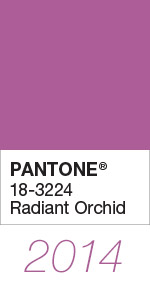 PANTONE®
18-3224
Radiant Orchid
2014